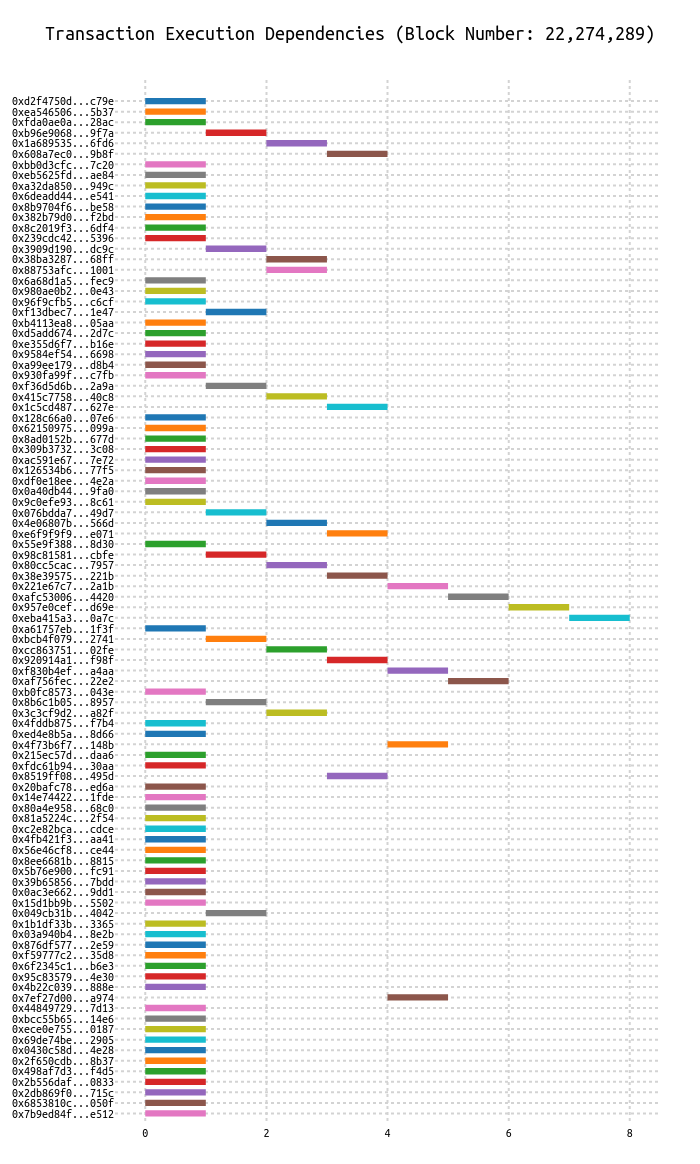 Transaction Execution Dependencies (Block Number: 22,274,289)
0xd2f4750d...c79e
0xea546506...5b37
0xfda0ae0a...28ac
0xb96e9068...9f7a
0x1a689535...6fd6
0x608a7ec0...9b8f
0xbb0d3cfc...7c20
0xeb5625fd...ae84
0xa32da850...949c
0x6deadd44...e541
0x8b9704f6...be58
0x382b79d0...f2bd
0x8c2019f3...6df4
0x239cdc42...5396
0x3909d190...dc9c
0x38ba3287...68ff
0x88753afc...1001
0x6a68d1a5...fec9
0x980ae0b2...0e43
0x96f9cfb5...c6cf
0xf13dbec7...1e47
0xb4113ea8...05aa
0xd5add674...2d7c
0xe355d6f7...b16e
0x9584ef54...6698
0xa99ee179...d8b4
0x930fa99f...c7fb
0xf36d5d6b...2a9a
0x415c7758...40c8
0x1c5cd487...627e
0x128c66a0...07e6
0x62150975...099a
0x8ad0152b...677d
0x309b3732...3c08
0xac591e67...7e72
0x126534b6...77f5
0xdf0e18ee...4e2a
0x0a40db44...9fa0
0x9c0efe93...8c61
0x076bdda7...49d7
0x4e06807b...566d
0xe6f9f9f9...e071
0x55e9f388...8d30
0x98c81581...cbfe
0x80cc5cac...7957
0x38e39575...221b
0x221e67c7...2a1b
0xafc53006...4420
0x957e0cef...d69e
0xeba415a3...0a7c
0xa61757eb...1f3f
0xbcb4f079...2741
0xcc863751...02fe
0x920914a1...f98f
0xf830b4ef...a4aa
0xaf756fec...22e2
0xb0fc8573...043e
0x8b6c1b05...8957
0x3c3cf9d2...a82f
0x4fddb875...f7b4
0xed4e8b5a...8d66
0x4f73b6f7...148b
0x215ec57d...daa6
0xfdc61b94...30aa
0x8519ff08...495d
0x20bafc78...ed6a
0x14e74422...1fde
0x80a4e958...68c0
0x81a5224c...2f54
0xc2e82bca...cdce
0x4fb421f3...aa41
0x56e46cf8...ce44
0x8ee6681b...8815
0x5b76e900...fc91
0x39b65856...7bdd
0x0ac3e662...9dd1
0x15d1bb9b...5502
0x049cb31b...4042
0x1b1df33b...3365
0x03a940b4...8e2b
0x876df577...2e59
0xf59777c2...35d8
0x6f2345c1...b6e3
0x95c83579...4e30
0x4b22c039...888e
0x7ef27d00...a974
0x44849729...7d13
0xbcc55b65...14e6
0xece0e755...0187
0x69de74be...2905
0x0430c58d...4e28
0x2f650cdb...8b37
0x498af7d3...f4d5
0x2b556daf...0833
0x2db869f0...715c
0x6853810c...050f
0x7b9ed84f...e512
0 2 4 6 8